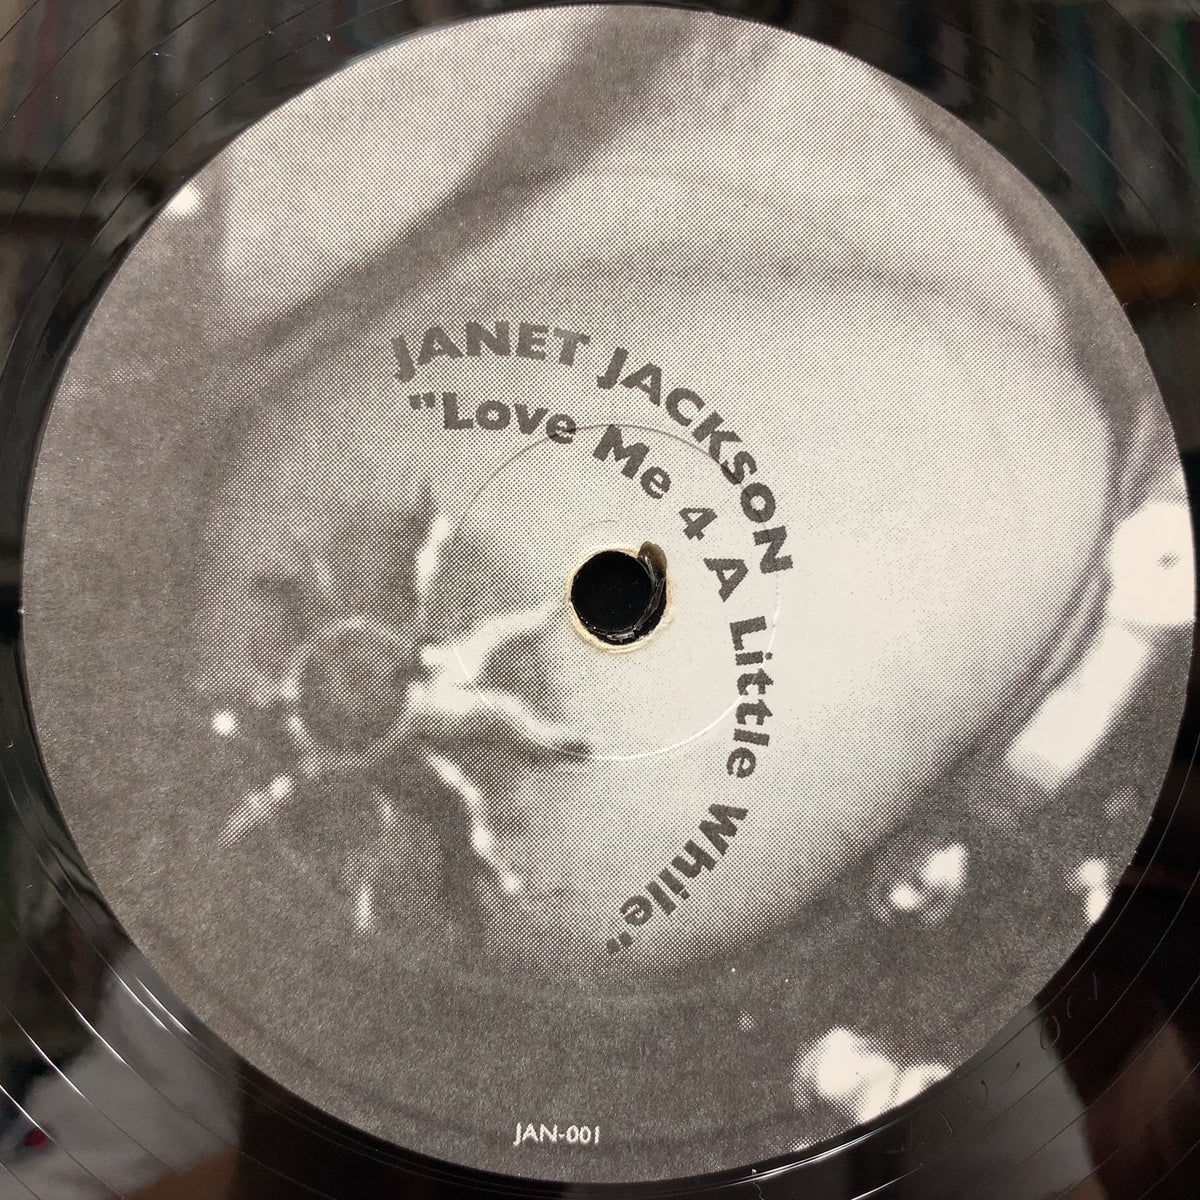 JANET JACKSON
"Love Me 4 A Little While"
JAN-001